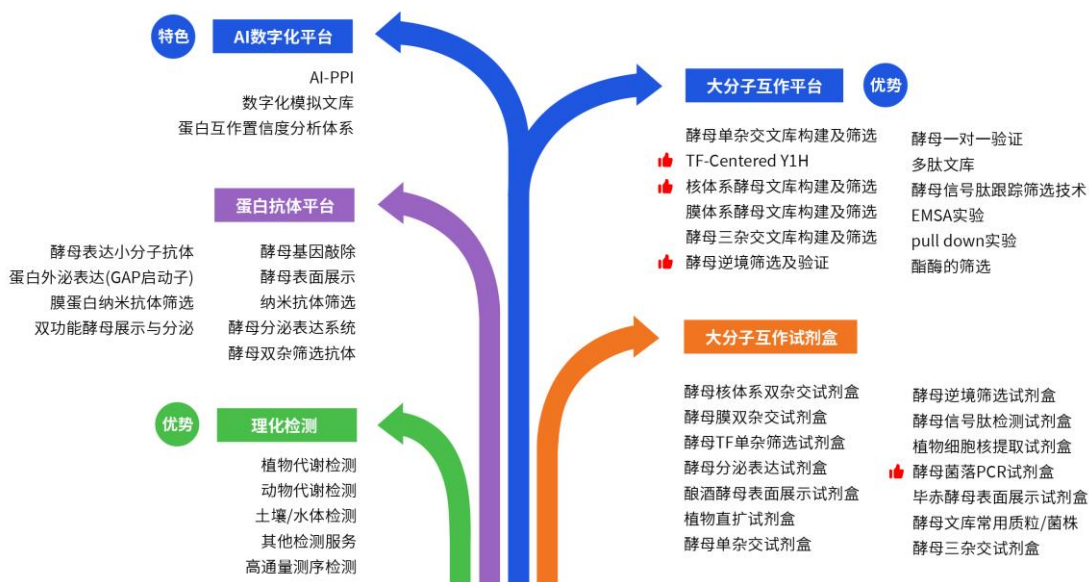 特色
AI数字化平台
AI-PPI
数字化模拟文库
蛋白互作置信度分析体系
大分子互作平台
优势
酵母单杂交文库构建及筛选
TF-Centered Y1H
核体系酵母文库构建及筛选
膜体系酵母文库构建及筛选
酵母三杂交文库构建及筛选
酵母逆境筛选及验证
酵母一对一验证
多肽文库
酵母信号肽跟踪筛选技术
EMSA实验
pull down实验
酯酶的筛选
蛋白抗体平台
酵母表达小分子抗体
蛋白外泌表达(GAP启动子)
膜蛋白纳米抗体筛选
双功能酵母展示与分泌
酵母基因敲除
酵母表面展示
纳米抗体筛选
酵母分泌表达系统
酵母双杂筛选抗体
大分子互作试剂盒
酵母核体系双杂交试剂盒
酵母膜双杂交试剂盒
酵母TF单杂筛选试剂盒
酵母分泌表达试剂盒
酿酒酵母表面展示试剂盒
植物直扩试剂盒
酵母单杂交试剂盒
酵母逆境筛选试剂盒
酵母信号肽检测试剂盒
植物细胞核提取试剂盒
酵母菌落PCR试剂盒
毕赤酵母表面展示试剂盒
酵母文库常用质粒/菌株
酵母三杂交试剂盒
优势
理化检测
植物代谢检测
动物代谢检测
土壤/水体检测
其他检测服务
高通量测序检测